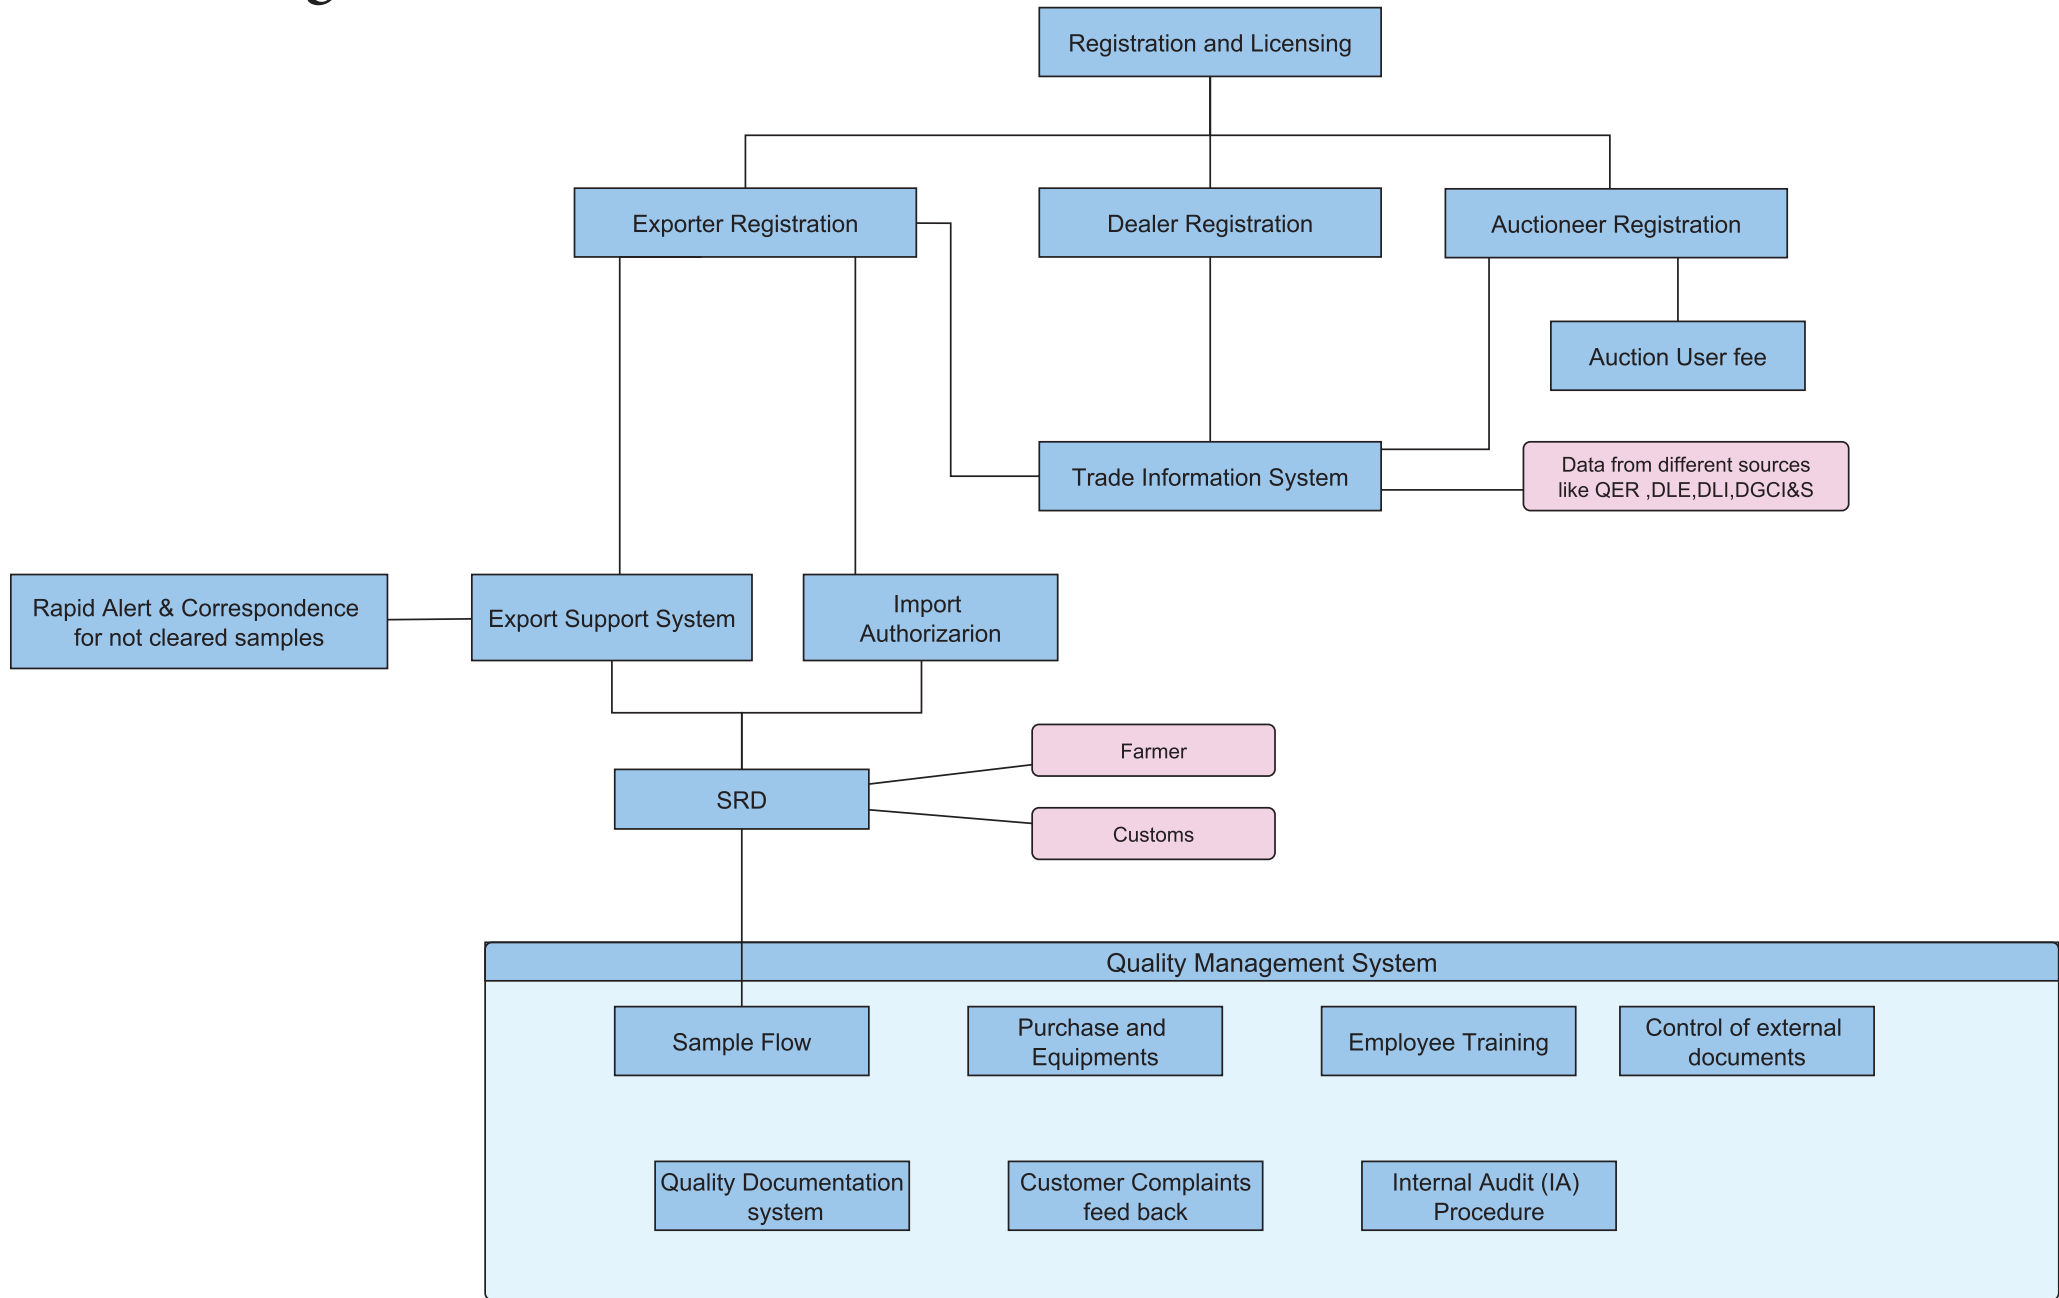 Registration and Licensing
Exporter Registration
Dealer Registration
Auctioneer Registration
Auction User fee
Trade Information System
Data from different sources
like QER ,DLE,DLI,DGCI&S
Rapid Alert & Correspondence
for not cleared samples
Export Support System
Import
Authorizarion
Farmer
SRD
Customs
Quality Management System
Sample Flow
Purchase and
Equipments
Employee Training
Control of external
documents
Quality Documentation
system
Customer Complaints
feed back
Internal Audit (IA)
Procedure